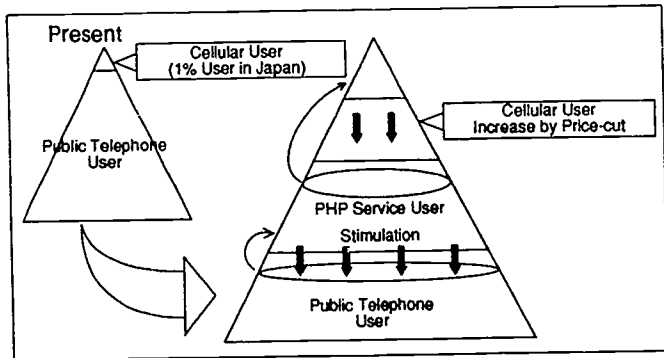 Present
Cellular User
(1% User in Japan)
Public Telephone
User
Cellular User
Increase by Price-cut
PHP Service User
Stimulation
Public Telephone
User